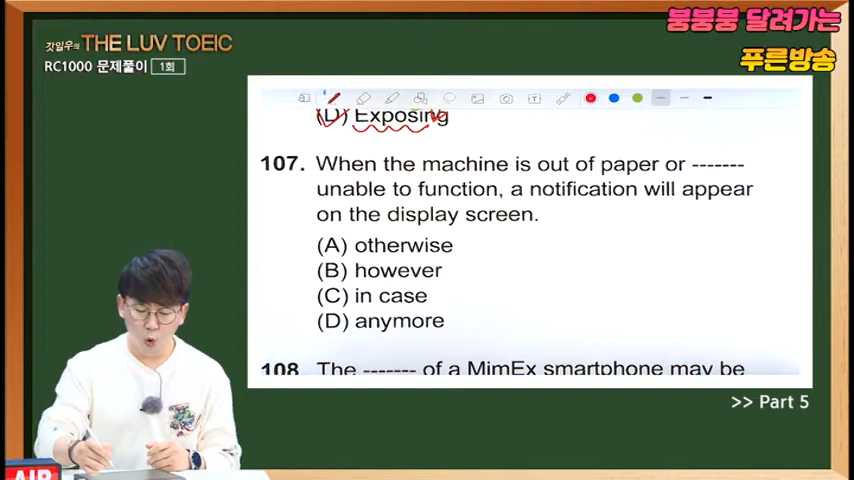 붕붕붕 달려가는
푸른방송
갓일우의 THE LUV TOEIC
RC1000 문제풀이 1회
(D) Exposing
107. When the machine is out of paper or -------
unable to function, a notification will appear
on the display screen.
(A) otherwise
(B) however
(C) in case
(D) anymore
108 The ------- of a MimEx smartphone may be
>> Part 5
AIR